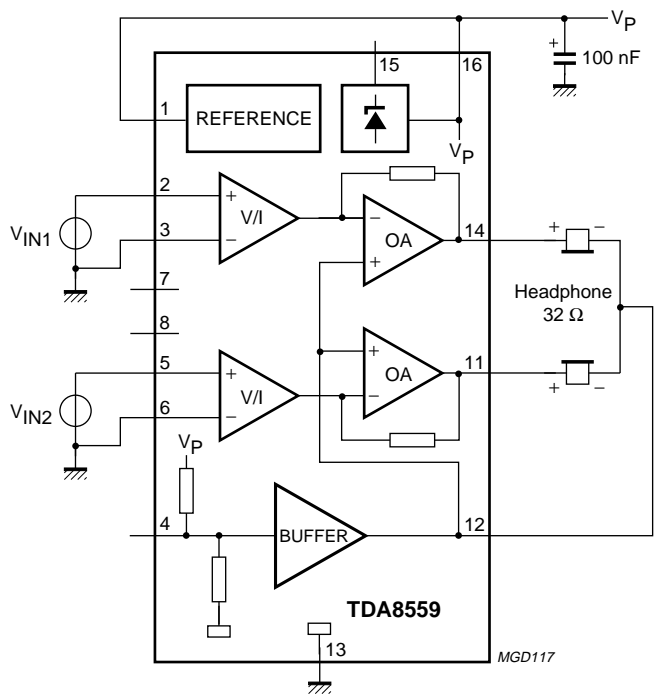 VP
+
100 nF
15
16
1
REFERENCE
VP
2
+
V/I
−
OA
+
14
+
−
VIN1
3
−
7
Headphone
32 Ω
8
5
+
V/I
+
OA
−
11
+
−
VIN2
6
−
VP
4
BUFFER
12
TDA8559
13
MGD117